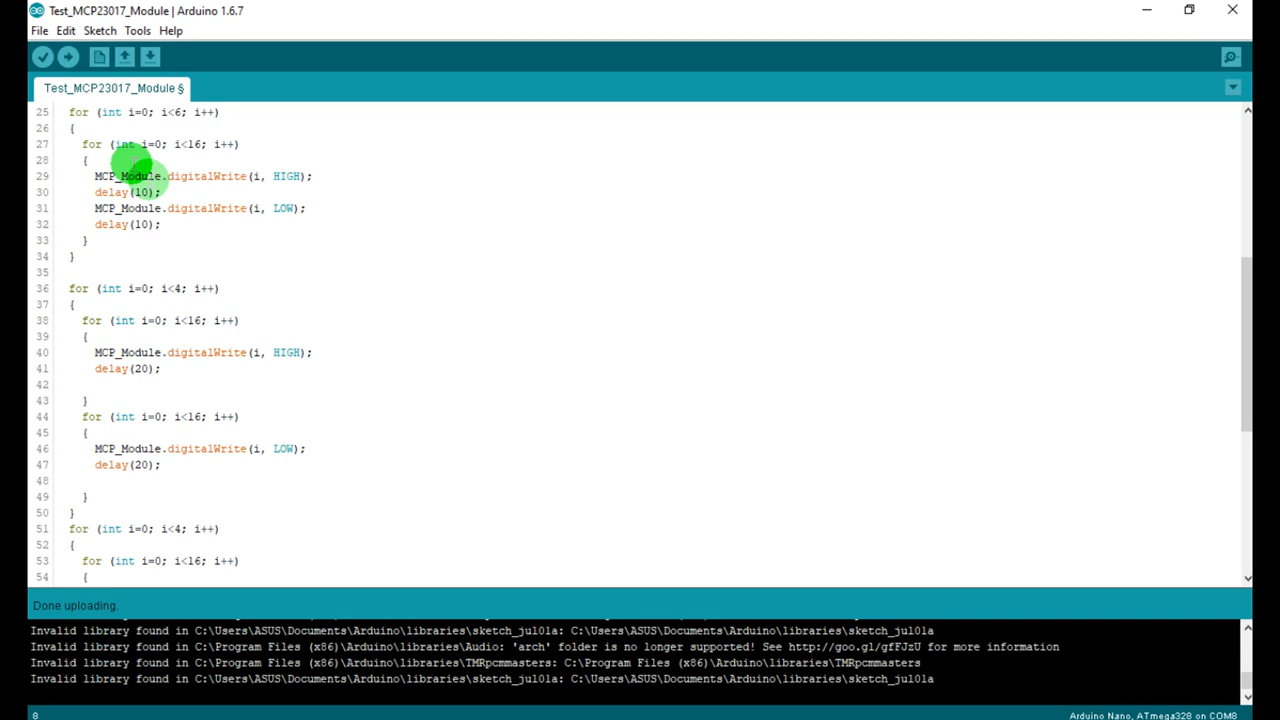 Test_MCP23017_Module | Arduino 1.6.7
File Edit Sketch Tools Help
Test_MCP23017_Module §
25 for (int i=0; i<6; i++)
26 {
27 for (int i=0; i<16; i++)
28 {
29 MCP_Module.digitalWrite(i, HIGH);
30 delay(10);
31 MCP_Module.digitalWrite(i, LOW);
32 delay(10);
33 }
34 }
35
36 for (int i=0; i<4; i++)
37 {
38 for (int i=0; i<16; i++)
39 {
40 MCP_Module.digitalWrite(i, HIGH);
41 delay(20);
42
43 }
44 for (int i=0; i<16; i++)
45 {
46 MCP_Module.digitalWrite(i, LOW);
47 delay(20);
48
49 }
50 }
51 for (int i=0; i<4; i++)
52 {
53 for (int i=0; i<16; i++)
54 {
Done uploading.
Invalid library found in C:\Users\ASUS\Documents\Arduino\libraries\sketch_jul01a: C:\Users\ASUS\Documents\Arduino\libraries\sketch_jul01a
Invalid library found in C:\Program Files (x86)\Arduino\libraries\Audio: 'arch' folder is no longer supported! See http://goo.gl/gfFJzU for more information
Invalid library found in C:\Program Files (x86)\Arduino\libraries\TMRpcmmasters: C:\Program Files (x86)\Arduino\libraries\TMRpcmmasters
Invalid library found in C:\Users\ASUS\Documents\Arduino\libraries\sketch_jul01a: C:\Users\ASUS\Documents\Arduino\libraries\sketch_jul01a
8 Arduino Nano, ATmega328 on COM8